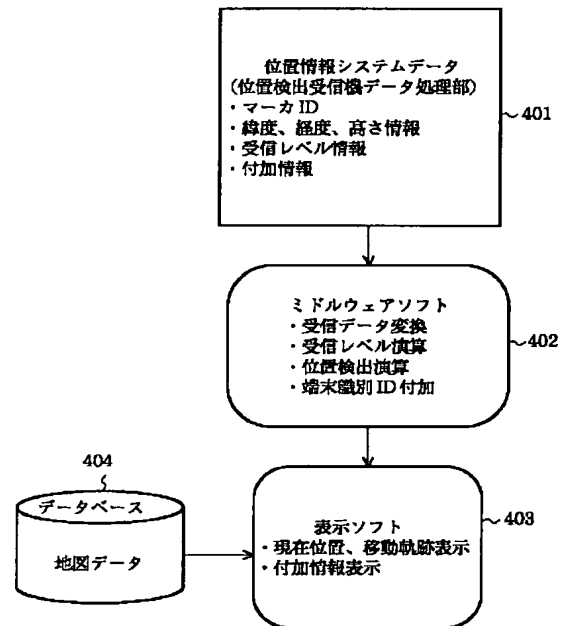 位置情報システムデータ
(位置検出受信機データ処理部)
・マーカ ID
・緯度、経度、高さ情報
・受信レベル情報
・付加情報
401
ミドルウェアソフト
・受信データ変換
・受信レベル演算
・位置検出演算
・端末識別 ID 付加
402
404
データベース
地図データ
表示ソフト
・現在位置、移動軌跡表示
・付加情報表示
403